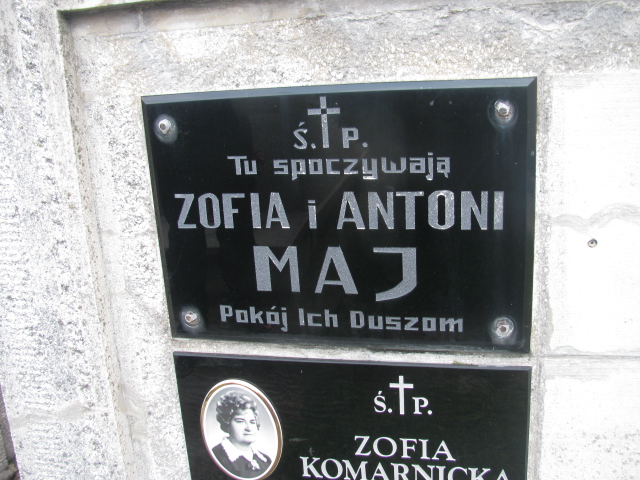 Ś.†P.
Tu spoczywają
ZOFIA i ANTONI
MAJ
Pokój Ich Duszom
Ś.†P.
ZOFIA
KOMARNICKA